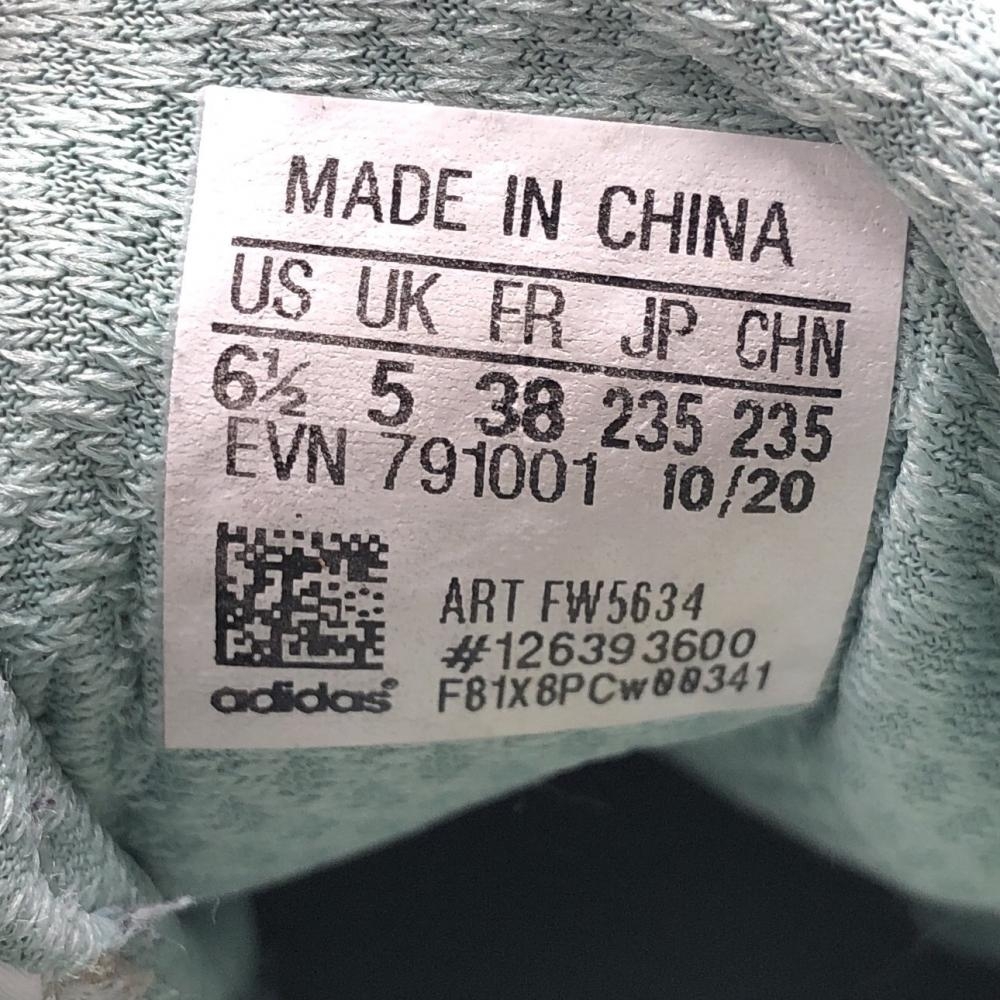 MADE IN CHINA
US UK FR JP CHN
6½ 5 38 235 235
EVN 791001 10/20
ART FW5634
#126393600
F81X8PCw00341
adidas®